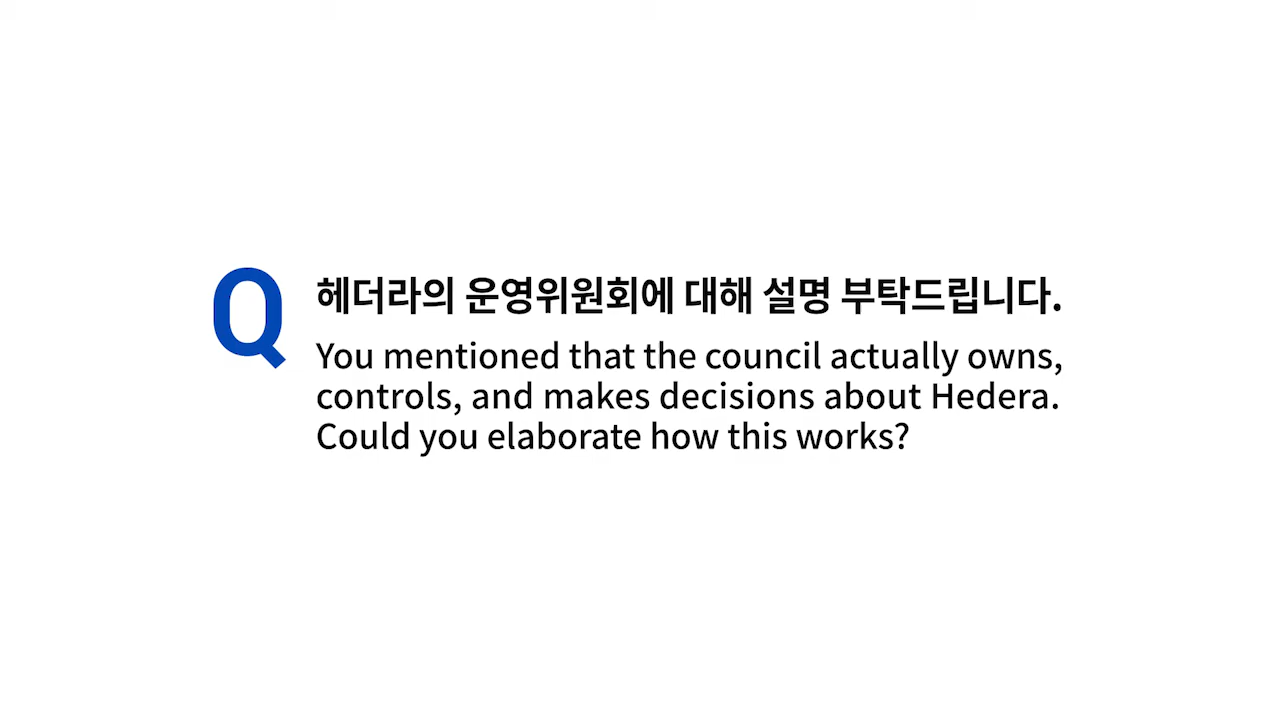 Q
헤더라의 운영위원회에 대해 설명 부탁드립니다.
You mentioned that the council actually owns,
controls, and makes decisions about Hedera.
Could you elaborate how this works?